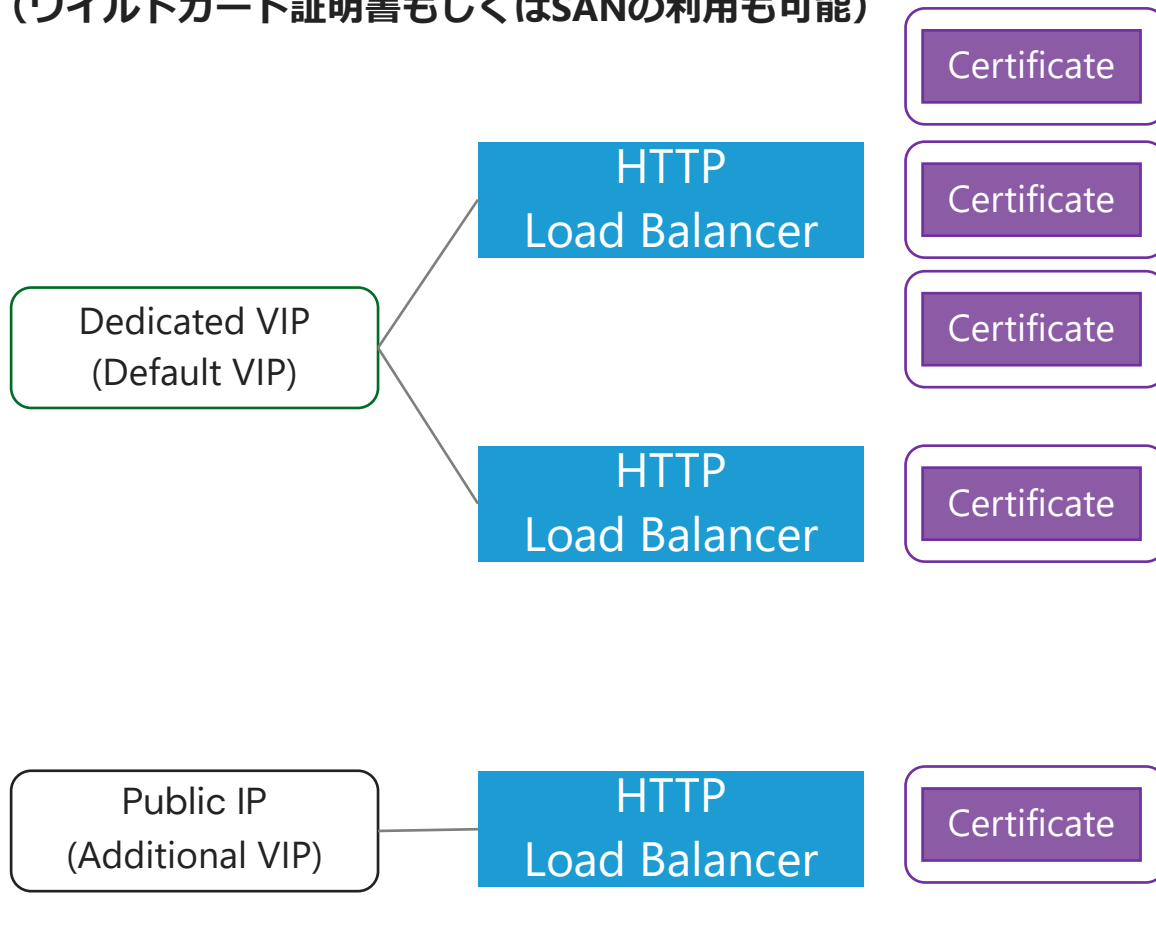 （ワイルドカード証明書もしくはSANの利用も可能）
Certificate
HTTP
Load Balancer
Certificate
Dedicated VIP
(Default VIP)
Certificate
HTTP
Load Balancer
Certificate
Public IP
(Additional VIP)
HTTP
Load Balancer
Certificate